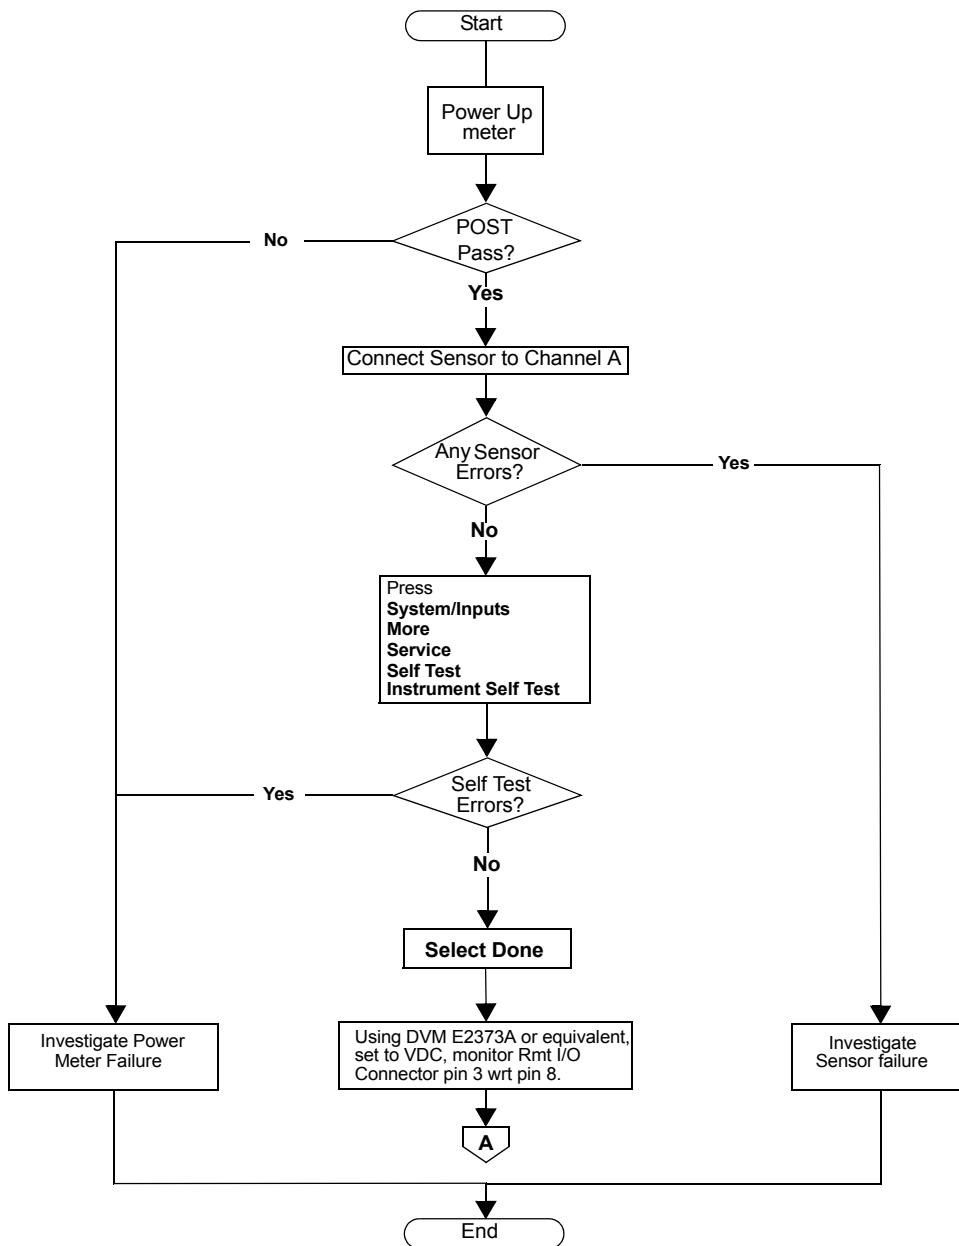 Start
Power Up
meter
POST
Pass?
No
Yes
Connect Sensor to Channel A
Any Sensor
Errors?
Yes
No
Press
System/Inputs
More
Service
Self Test
Instrument Self Test
Self Test
Errors?
Yes
No
Select Done
Investigate Power
Meter Failure
Using DVM E2373A or equivalent,
set to VDC, monitor Rmt I/O
Connector pin 3 wrt pin 8.
Investigate
Sensor failure
A
End